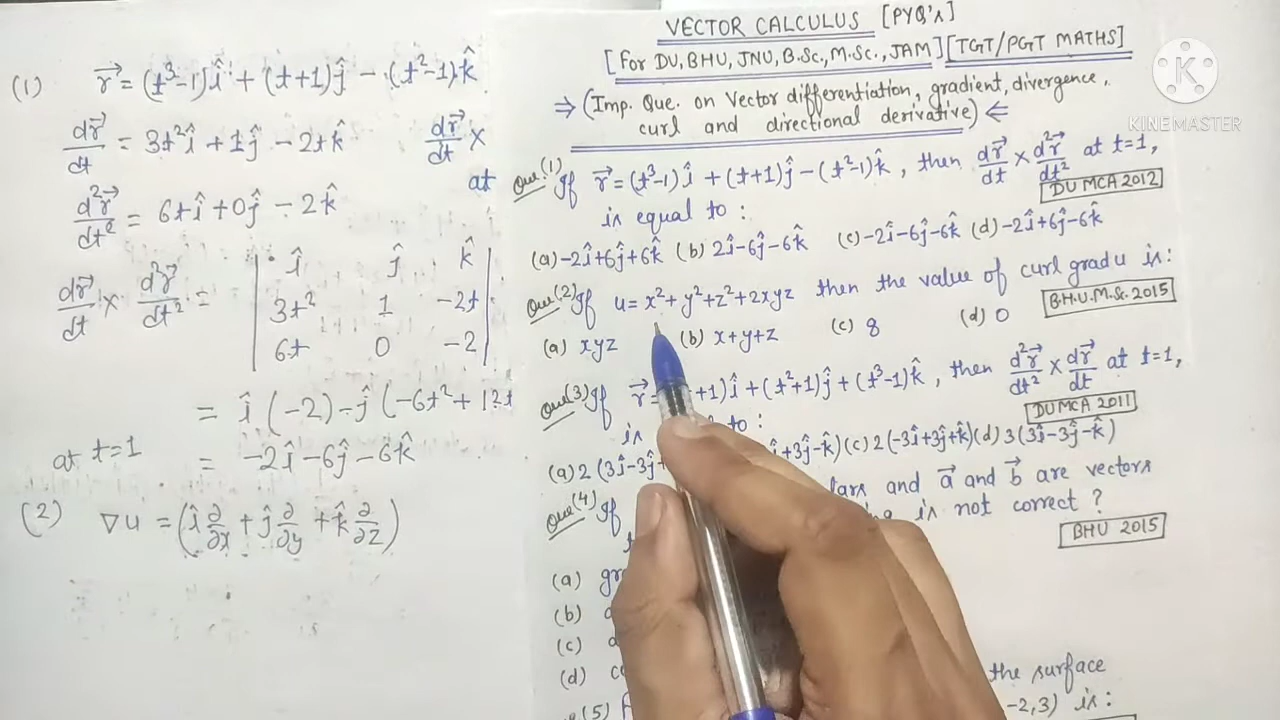 VECTOR CALCULUS [PYQ's]
[For DU, BHU, JNU, B.Sc., M.Sc., JAM] [TGT/PGT MATHS]
⇒ (Imp. Que. on Vector differentiation, gradient, divergence,
curl and directional derivative) ⇐
KINEMASTER
Que(1) If r⃗ = (t³-1)î + (t+1)ĵ - (t²-1)k̂, then dr⃗/dt × d²r⃗/dt² at t=1,
is equal to :
DU MCA 2012
(a) -2î+6ĵ+6k̂ (b) 2î-6ĵ-6k̂ (c) -2î-6ĵ-6k̂ (d) -2î+6ĵ-6k̂
Que(2) If u = x²+y²+z²+2xyz then the value of curl grad u is :
B.H.U. M.Sc. 2015
(a) xyz (b) x+y+z (c) 8 (d) 0
Que(3) If r⃗ = +1)î + (t²+1)ĵ + (t³-1)k̂, then d²r⃗/dt² × dr⃗/dt at t=1,
is to :
DU MCA 2011
(a) 2(3î-3ĵ+ î+3ĵ-k̂) (c) 2(-3î+3ĵ+k̂) (d) 3(3î-3ĵ-k̂)
Que(4) If and a⃗ and b⃗ are vectors
is not correct ?
BHU 2015
(a)
(b)
(c)
(d)
Que(5) the surface
-2,3) is :
(1) r⃗ = (t³-1)î + (t+1)ĵ - (t²-1)k̂
dr⃗/dt = 3t²î + 1ĵ - 2tk̂ dr⃗/dt ×
at
d²r⃗/dt² = 6tî + 0ĵ - 2k̂
dr⃗/dt × d²r⃗/dt² = | î ĵ k̂
3t² 1 -2t
6t 0 -2 |
= î(-2) - ĵ(-6t²+12t
at t=1 = -2î-6ĵ-6k̂
(2) ∇u = (î ∂/∂x + ĵ ∂/∂y + k̂ ∂/∂z)